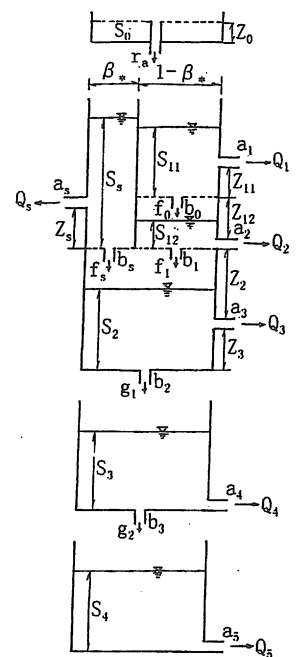 S₀ Z₀
rₐ
β* 1-β*
a₁
S₁₁ Q₁
Z₁₁
aₛ Sₛ f₀ b₀
Qₛ Z₁₂ a₂
Zₛ S₁₂ Q₂
fₛ bₛ f₁ b₁
Z₂
S₂ a₃
Q₃
Z₃
g₁ b₂
S₃
a₄
Q₄
g₂ b₃
S₄
a₅
Q₅